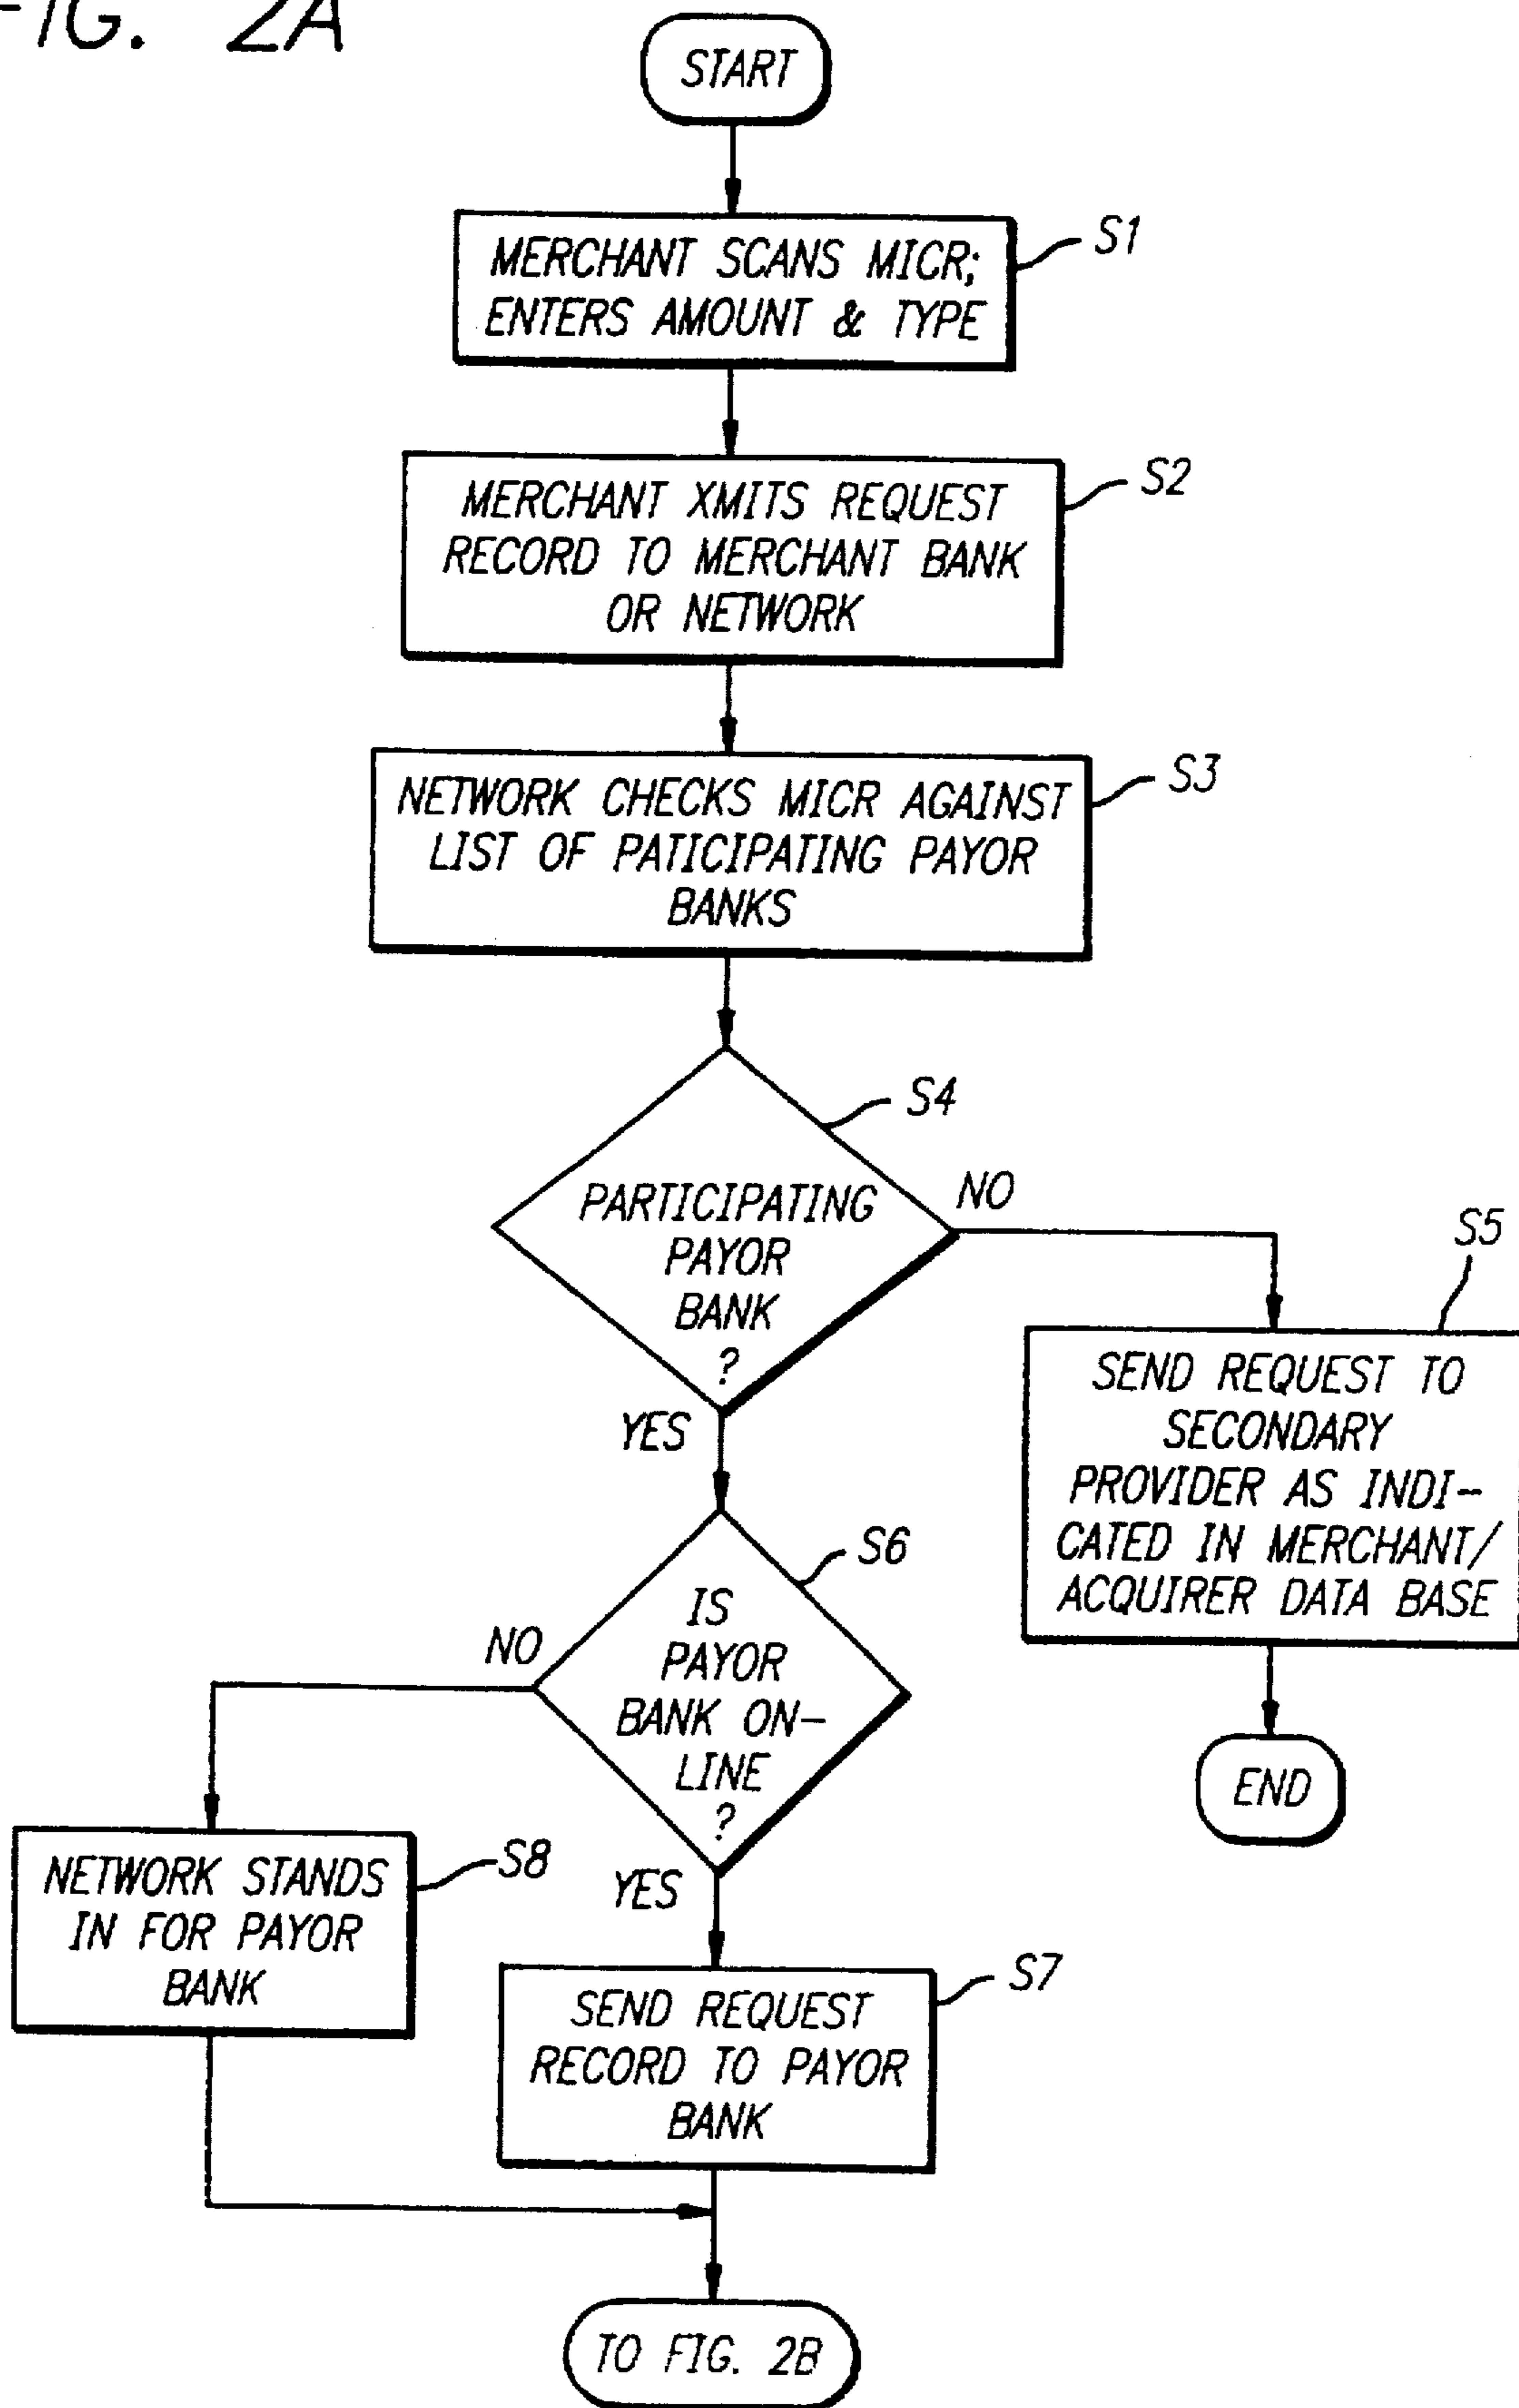 FIG. 2A
START
MERCHANT SCANS MICR;
ENTERS AMOUNT & TYPE
S1
MERCHANT XMITS REQUEST
RECORD TO MERCHANT BANK
OR NETWORK
S2
NETWORK CHECKS MICR AGAINST
LIST OF PATICIPATING PAYOR
BANKS
S3
S4
PARTICIPATING
PAYOR
BANK
?
NO
YES
S5
SEND REQUEST TO
SECONDARY
PROVIDER AS INDI-
CATED IN MERCHANT/
ACQUIRER DATA BASE
END
S6
IS
PAYOR
BANK ON-
LINE
?
NO
YES
NETWORK STANDS
IN FOR PAYOR
BANK
S8
SEND REQUEST
RECORD TO PAYOR
BANK
S7
TO FIG. 2B